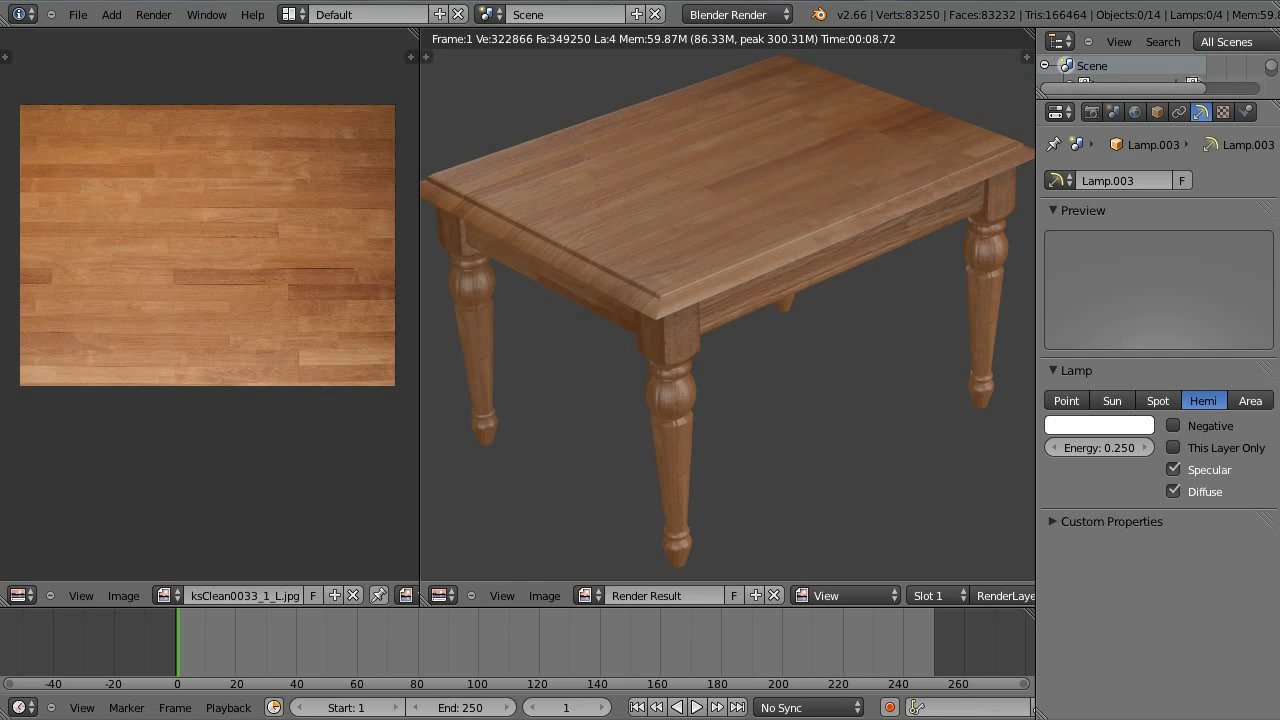 File Add Render Window Help Default Scene Blender Render v2.66 | Verts:83250 | Faces:83232 | Tris:166464 | Objects:0/14 | Lamps:0/4 | Mem:59.8
Frame:1 Ve:322866 Fa:349250 La:4 Mem:59.87M (86.33M, peak 300.31M) Time:00:08.72
View Search All Scenes
Scene
Lamp.003 Lamp.003
Lamp.003 F
Preview
Lamp
Point Sun Spot Hemi Area
Negative
Energy: 0.250 This Layer Only
Specular
Diffuse
Custom Properties
View Image ksClean0033_1_L.jpg F View Image Render Result F View Slot 1 RenderLaye
-40 -20 0 20 40 60 80 100 120 140 160 180 200 220 240 260
View Marker Frame Playback Start: 1 End: 250 1 No Sync